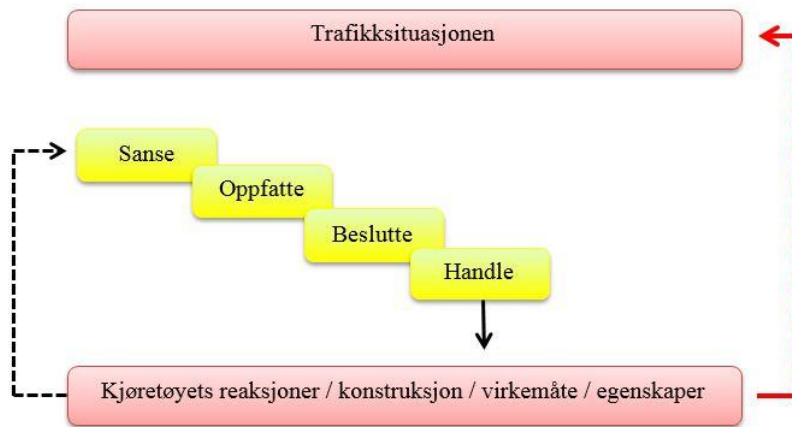 Trafikksituasjonen
Sanse
Oppfatte
Beslutte
Handle
Kjøretøyets reaksjoner / konstruksjon / virkemåte / egenskaper